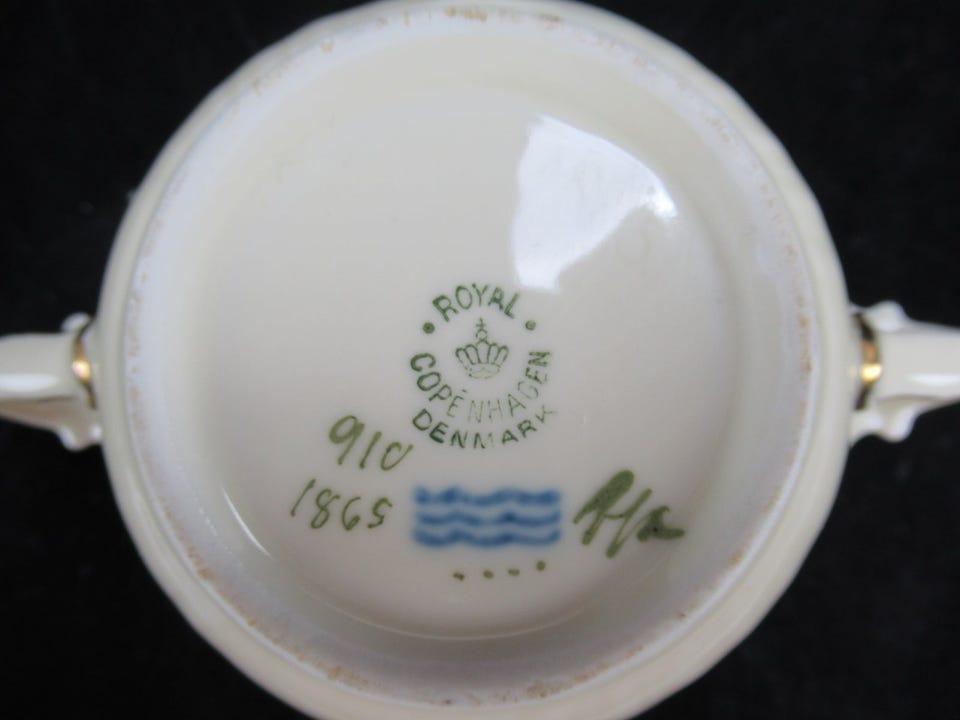 ROYAL
COPENHAGEN
DENMARK
910
1865